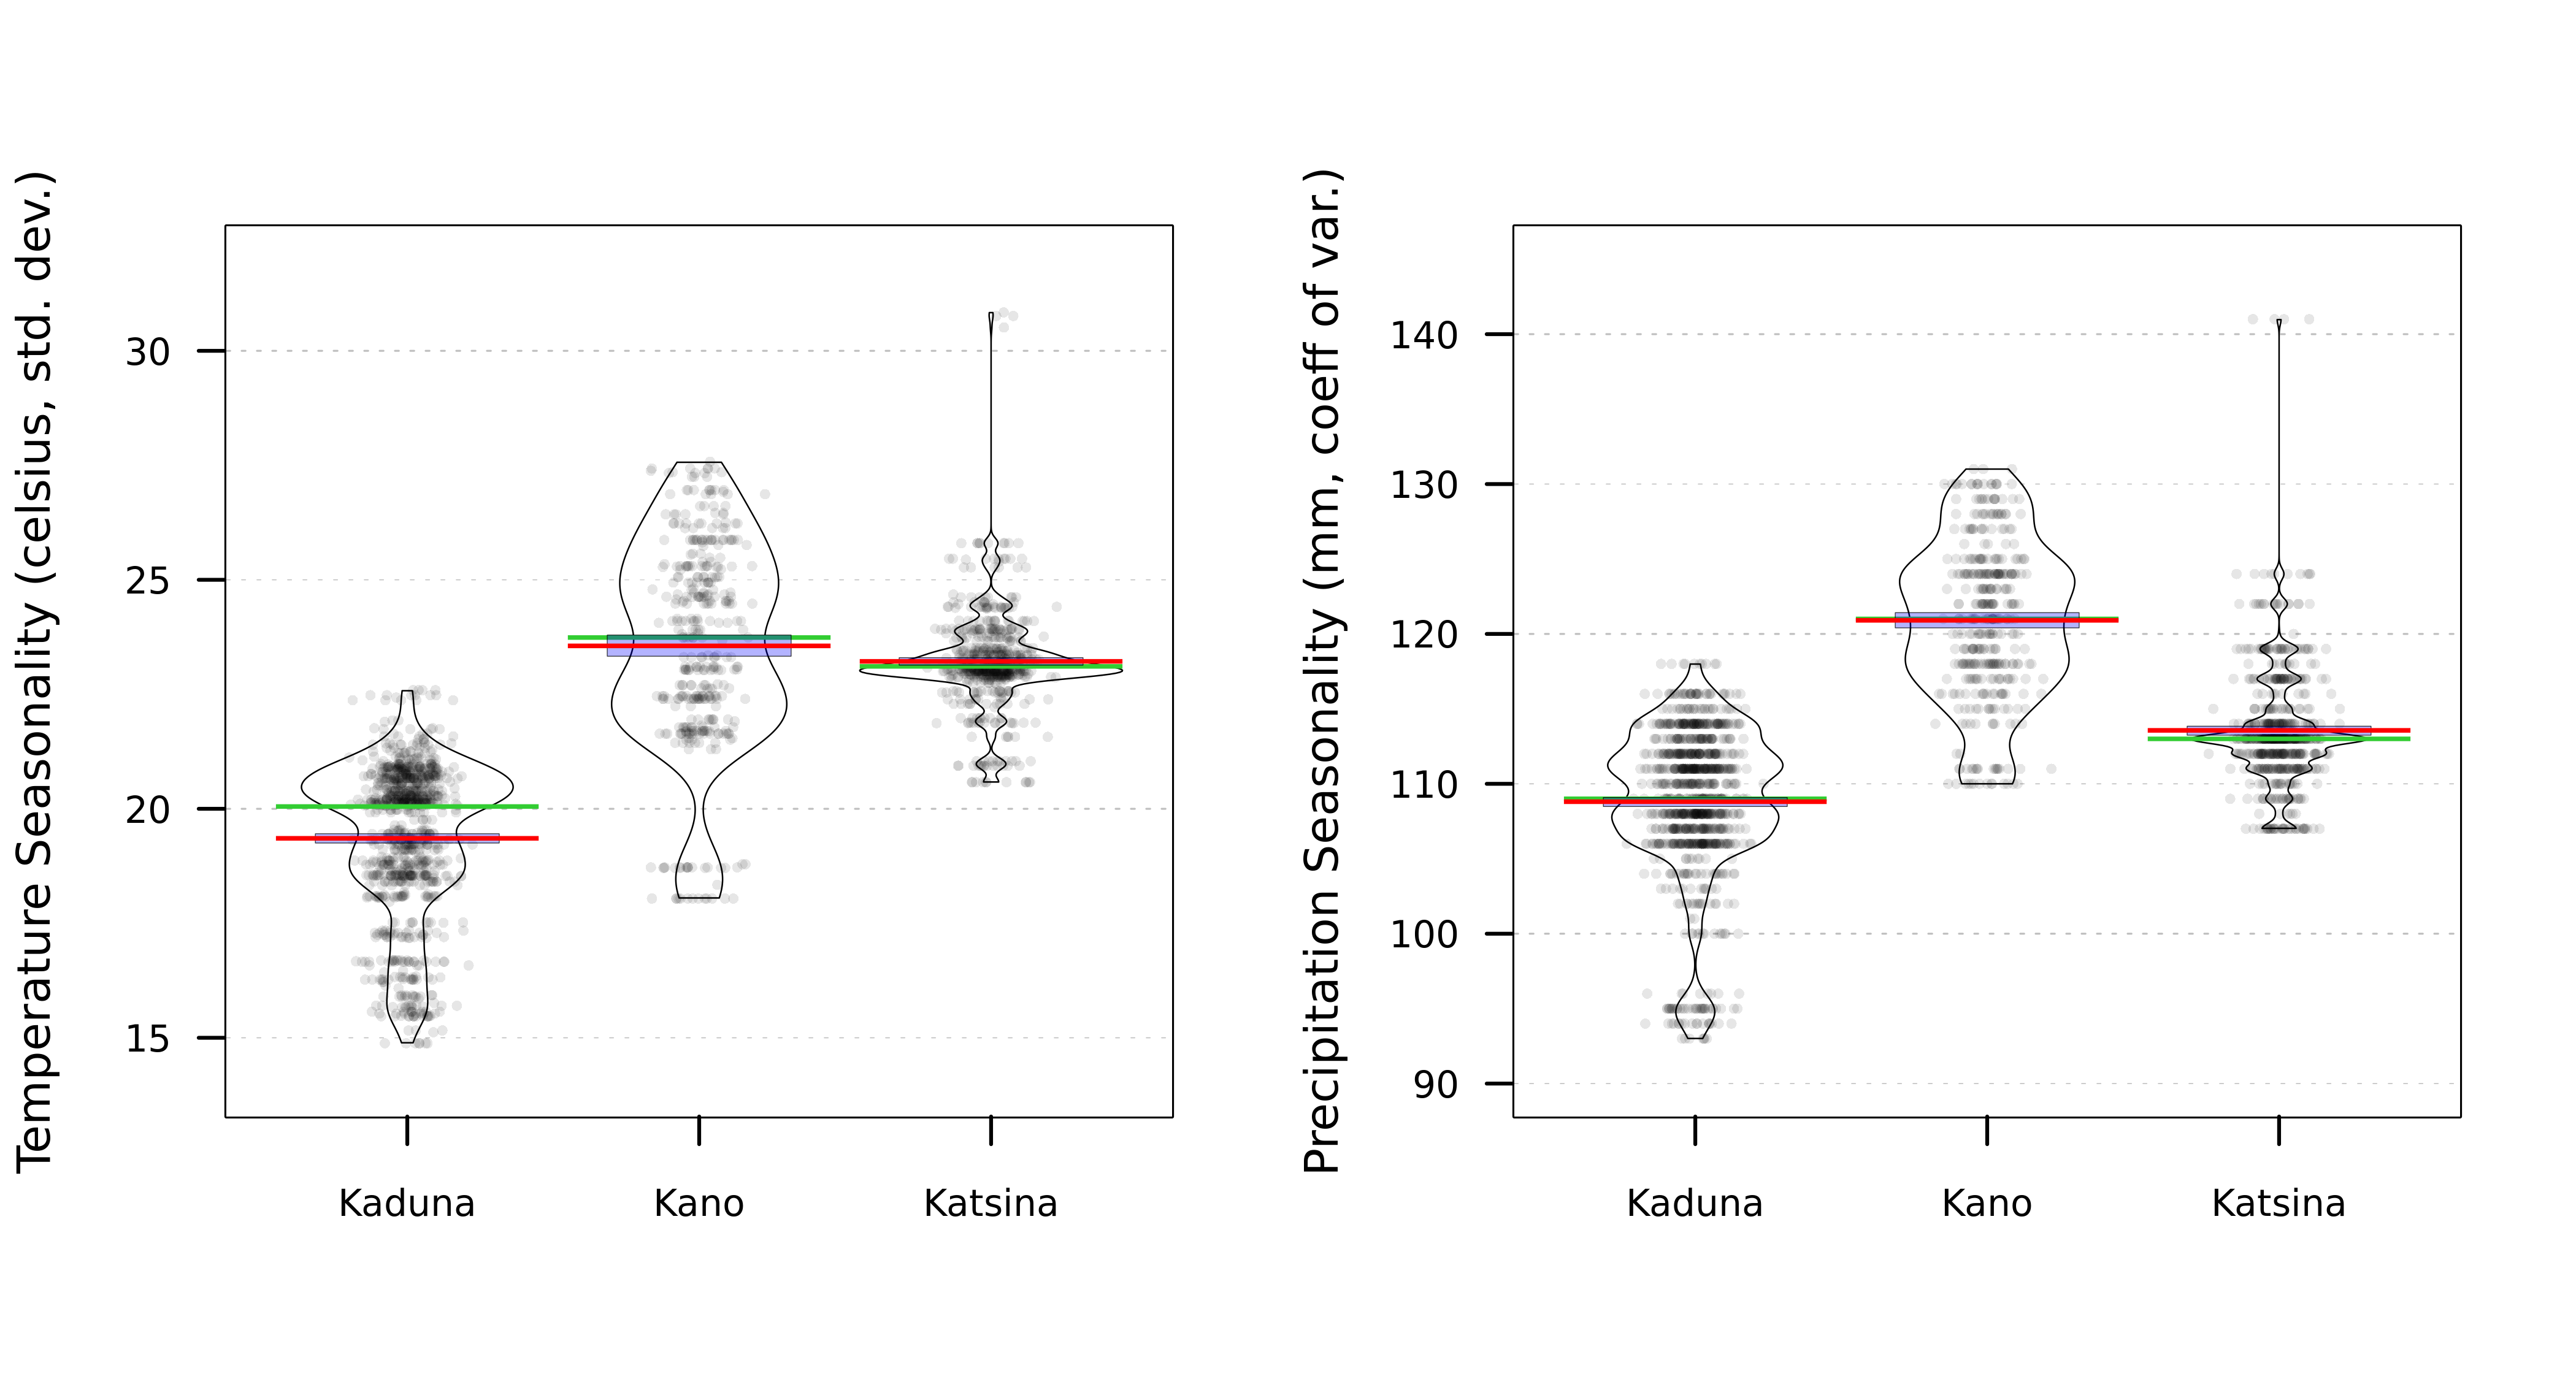 Temperature Seasonality (celsius, std. dev.)
30
25
20
15
Kaduna
Kano
Katsina
Precipitation Seasonality (mm, coeff of var.)
140
130
120
110
100
90
Kaduna
Kano
Katsina